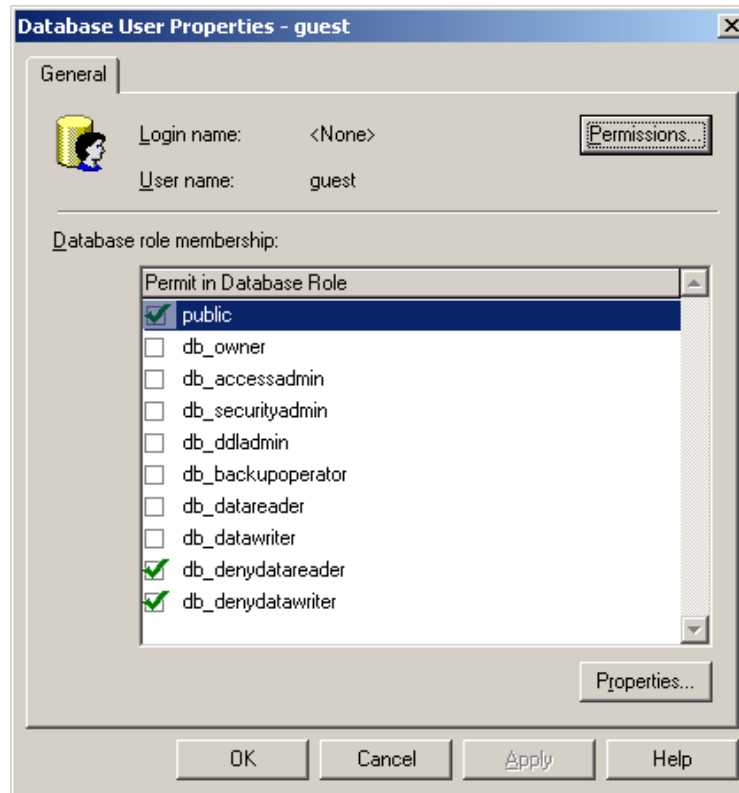 Database User Properties - guest
General
Login name: <None> Permissions...
User name: guest
Database role membership:
Permit in Database Role
public
db_owner
db_accessadmin
db_securityadmin
db_ddladmin
db_backupoperator
db_datareader
db_datawriter
db_denydatareader
db_denydatawriter
Properties...
OK Cancel Apply Help